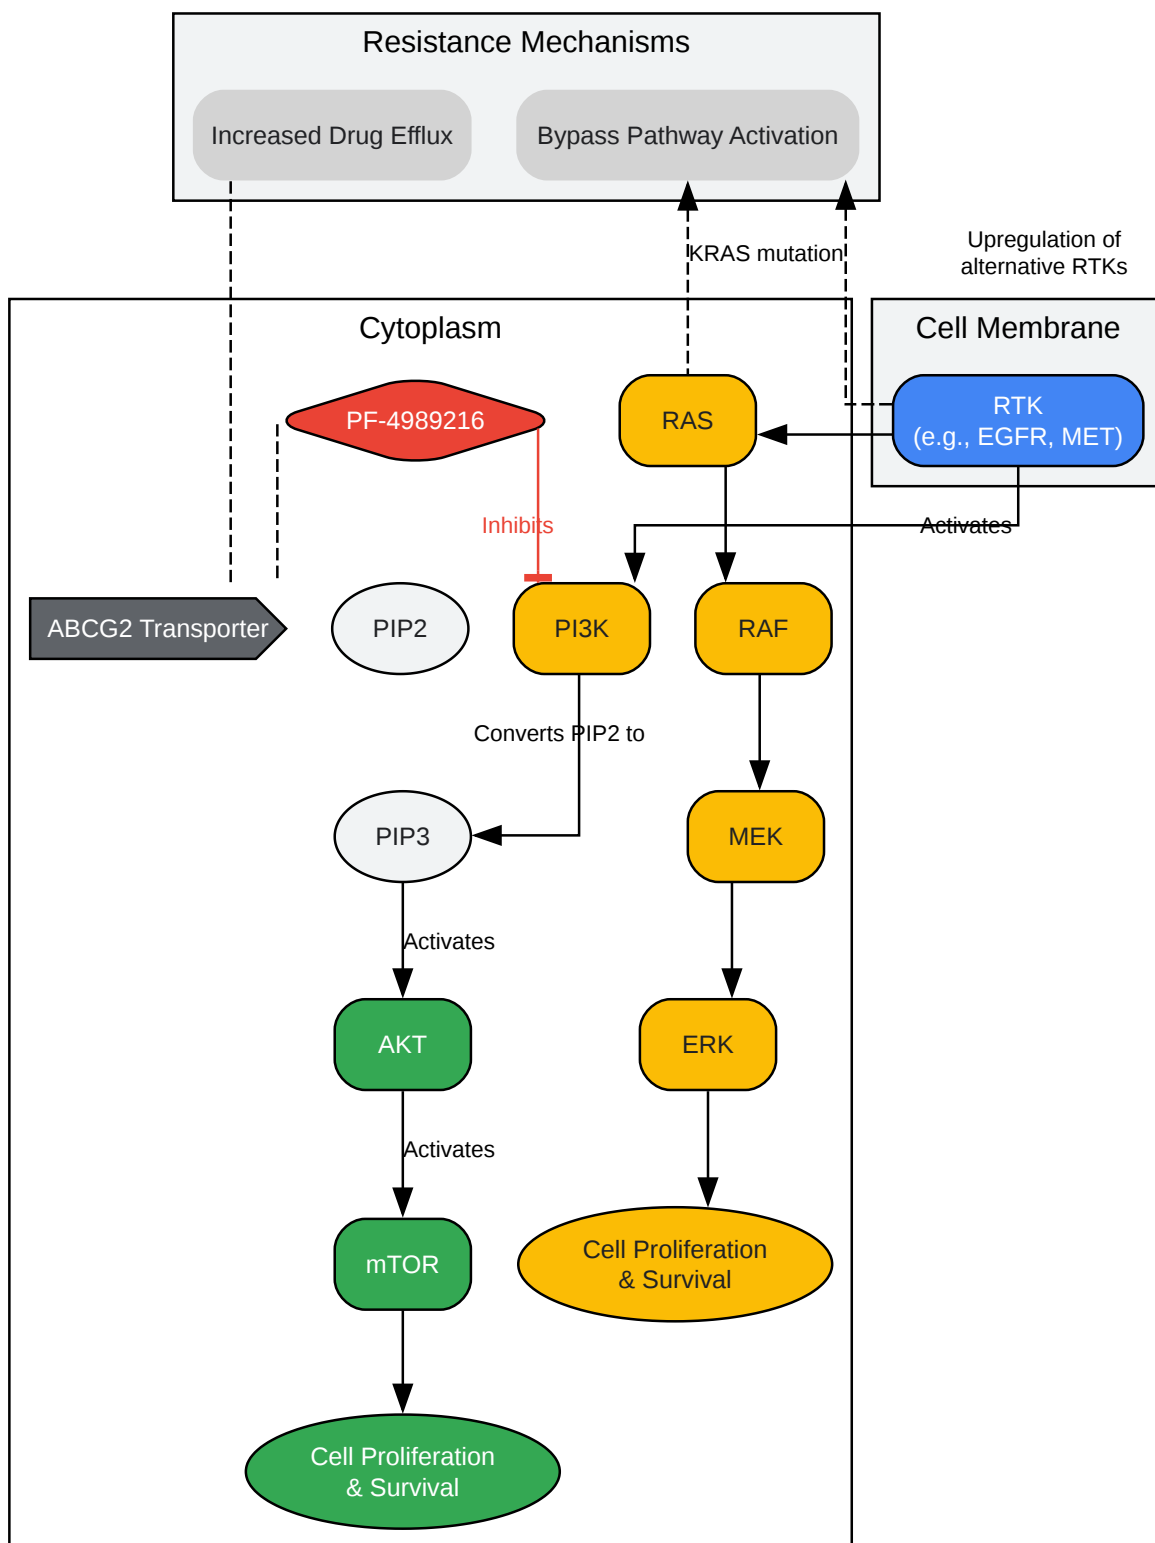 Resistance Mechanisms
Increased Drug Efflux
Bypass Pathway Activation
KRAS mutation
Upregulation of
alternative RTKs
Cytoplasm
Cell Membrane
PF-4989216
RAS
RTK
(e.g., EGFR, MET)
Inhibits
Activates
ABCG2 Transporter
PIP2
PI3K
RAF
Converts PIP2 to
PIP3
MEK
Activates
AKT
ERK
Activates
mTOR
Cell Proliferation
& Survival
Cell Proliferation
& Survival